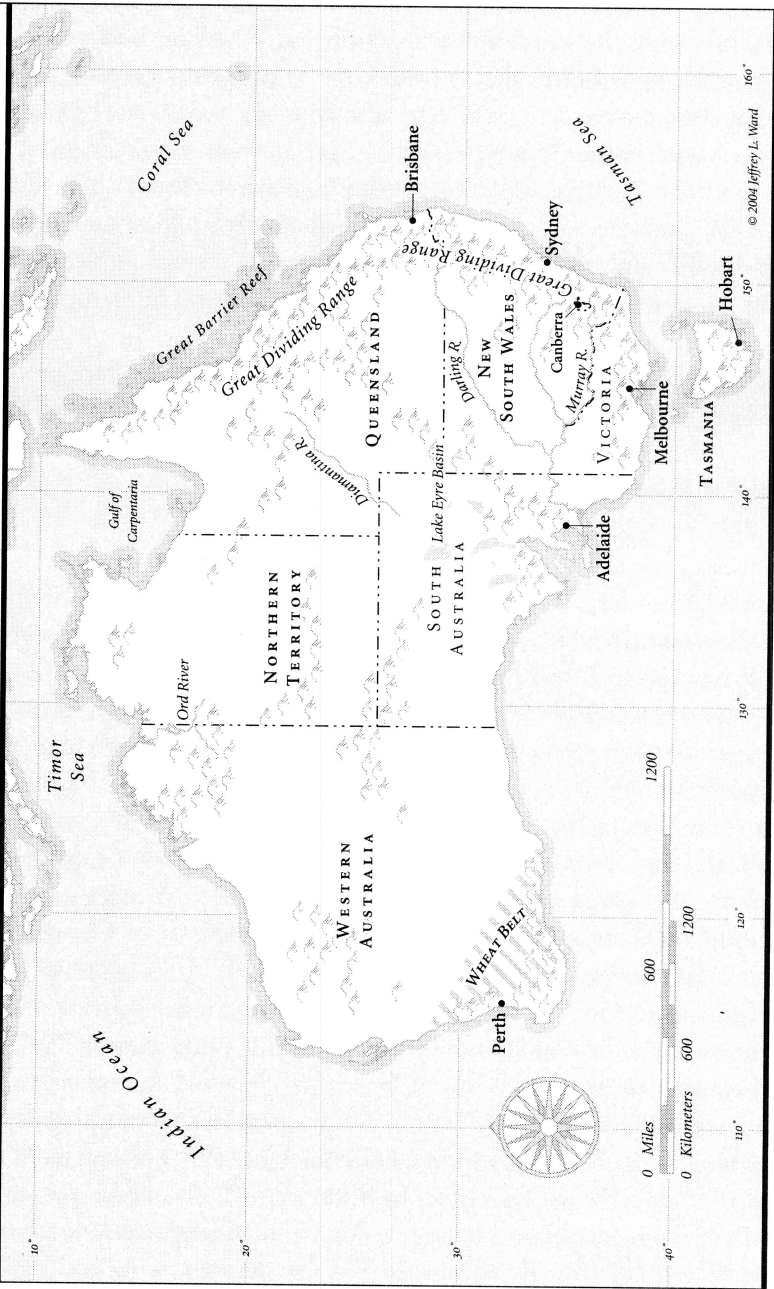 Timor
Sea
Coral Sea
Indian Ocean
Tasman Sea
Gulf of
Carpentaria
Great Barrier Reef
Great Dividing Range
Great Dividing Range
Ord River
Diamantina R.
Darling R.
Murray R.
Lake Eyre Basin
WESTERN
AUSTRALIA
NORTHERN
TERRITORY
SOUTH
AUSTRALIA
QUEENSLAND
NEW
SOUTH WALES
VICTORIA
TASMANIA
WHEAT BELT
Perth
Adelaide
Melbourne
Canberra
Sydney
Brisbane
Hobart
0 Miles 600 1200
0 Kilometers 600 1200
10°
20°
30°
40°
110°
120°
130°
140°
150°
160°
© 2004 Jeffrey L. Ward